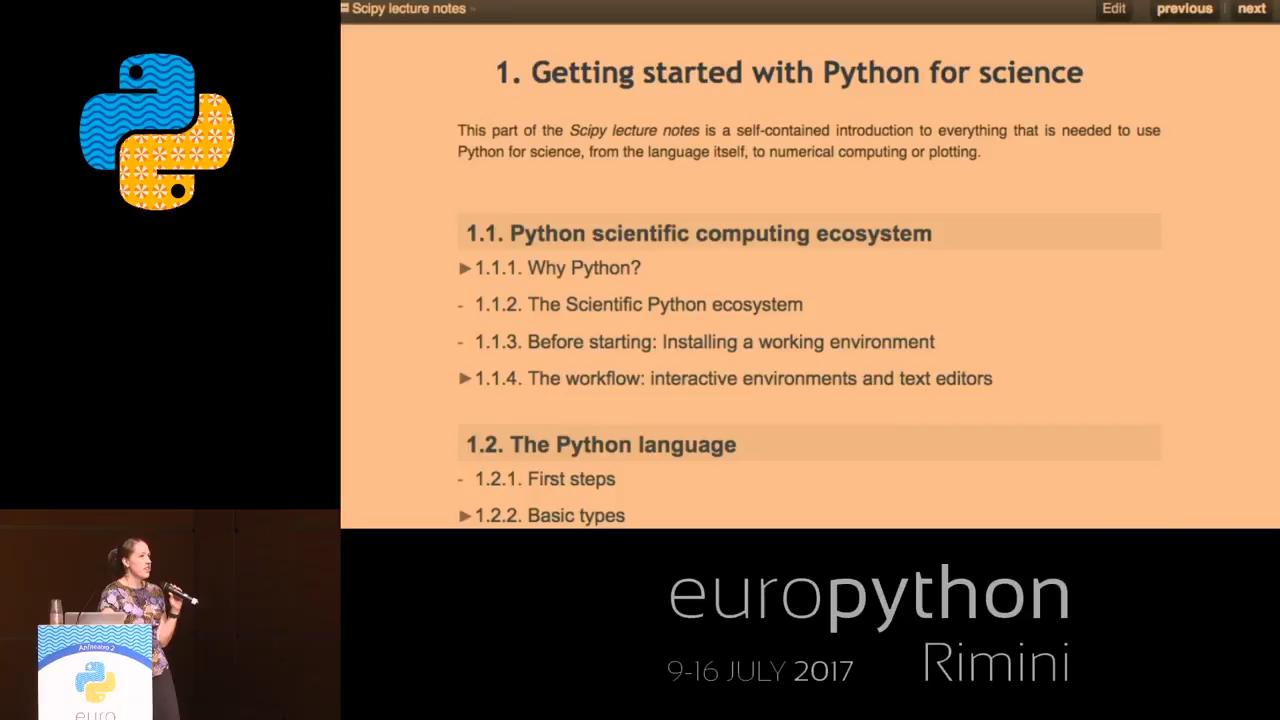 Scipy lecture notes
Edit
previous
next
1. Getting started with Python for science
This part of the Scipy lecture notes is a self-contained introduction to everything that is needed to use
Python for science, from the language itself, to numerical computing or plotting.
1.1. Python scientific computing ecosystem
1.1.1. Why Python?
- 1.1.2. The Scientific Python ecosystem
- 1.1.3. Before starting: Installing a working environment
1.1.4. The workflow: interactive environments and text editors
1.2. The Python language
- 1.2.1. First steps
1.2.2. Basic types
Anfiteatro 2
euro
europython
Rimini
9-16 JULY 2017